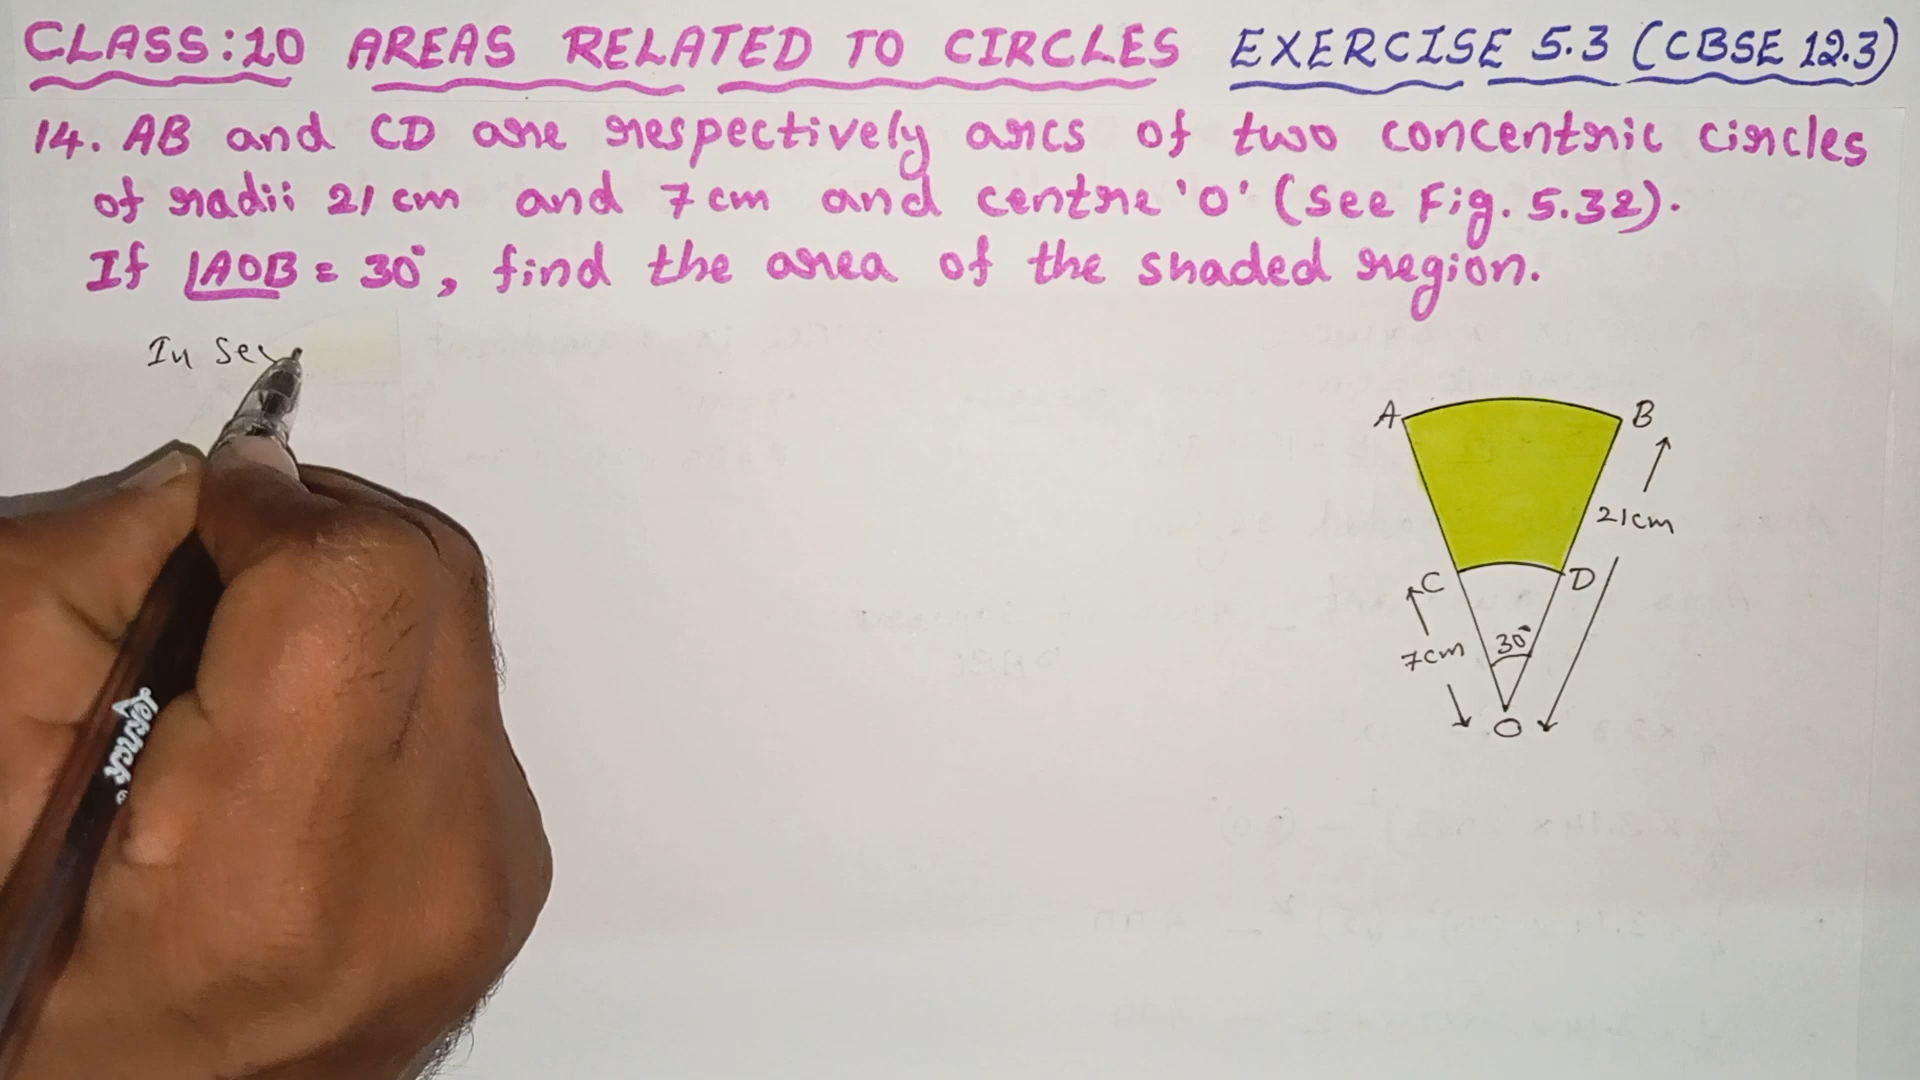 CLASS:10 AREAS RELATED TO CIRCLES EXERCISE 5.3 (CBSE 12.3)
14. AB and CD are respectively arcs of two concentric circles
of radii 21 cm and 7 cm and centre 'O' (see Fig. 5.32).
If ∠AOB = 30°, find the area of the shaded region.
In Sec
A
B
21cm
C
D
7cm
30°
O